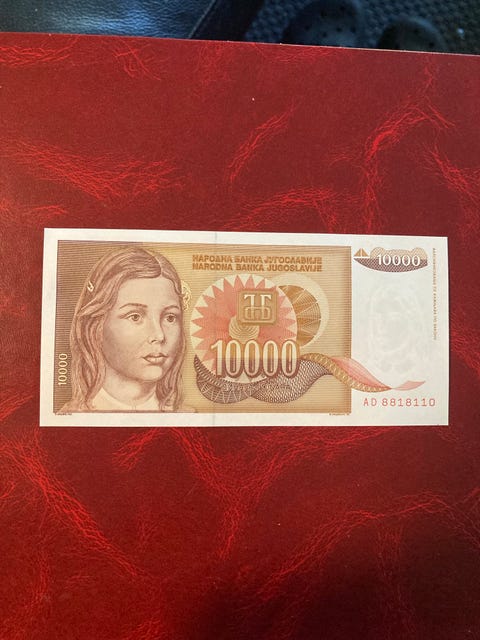 НАРОДНА БАНКА ЈУГОСЛАВИЈЕ
NARODNA BANKA JUGOSLAVIJE
10000
10000
10000
AD 8818110